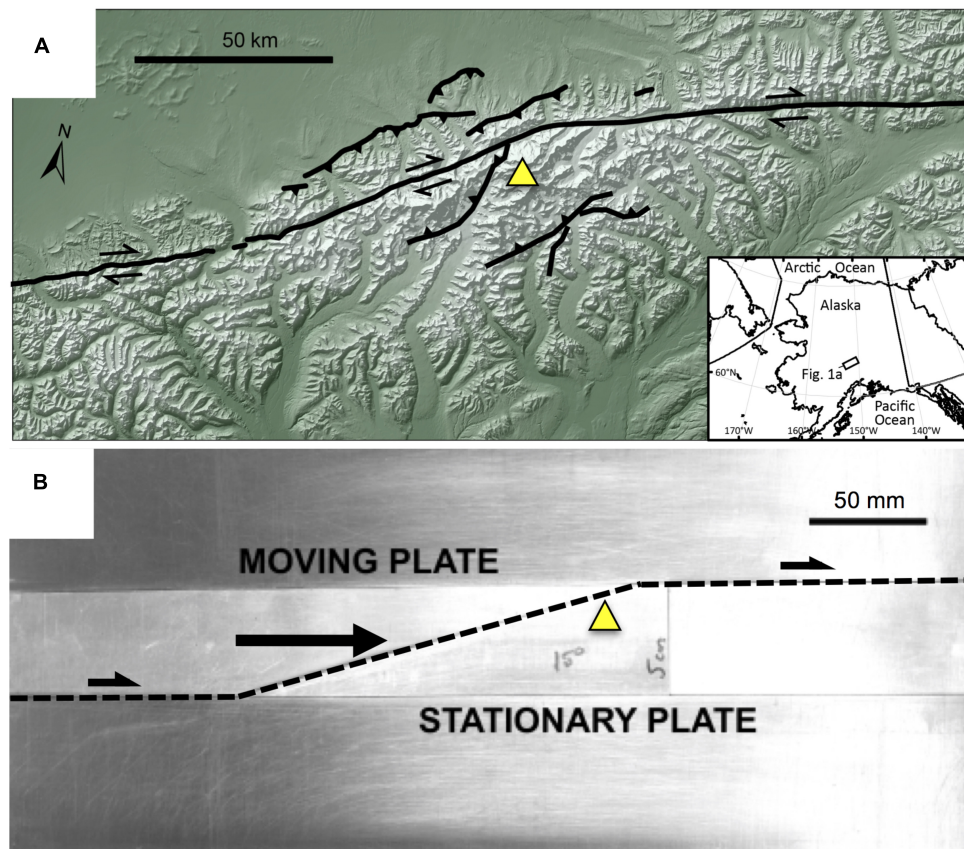 A
50 km
N
Arctic Ocean
Alaska
60°N
Fig. 1a
Pacific
Ocean
170°W
160°W
150°W
140°W
B
50 mm
MOVING PLATE
15°
5cm
STATIONARY PLATE